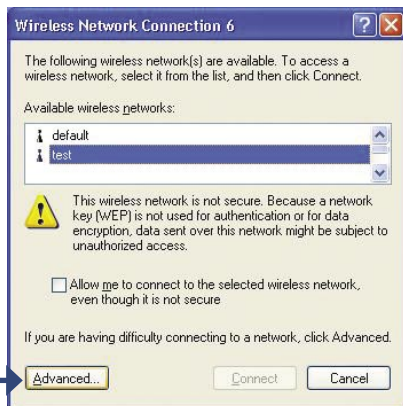 Wireless Network Connection 6
The following wireless network(s) are available. To access a
wireless network, select it from the list, and then click Connect.
Available wireless networks:
default
test
This wireless network is not secure. Because a network
key (WEP) is not used for authentication or for data
encryption, data sent over this network might be subject to
unauthorized access.
Allow me to connect to the selected wireless network,
even though it is not secure
If you are having difficulty connecting to a network, click Advanced.
Advanced... Connect Cancel